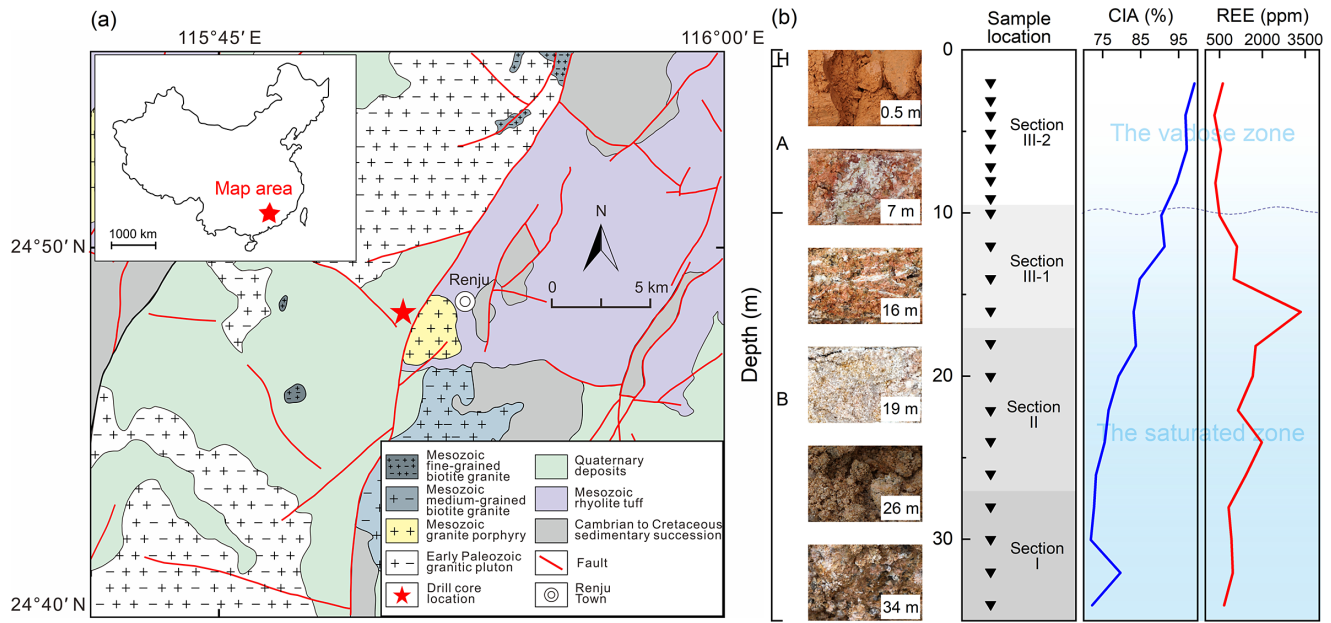 (a)
115°45′ E
116°00′ E
24°50′ N
24°40′ N
Map area
1000 km
N
Renju
0
5 km
Mesozoic
fine-grained
biotite granite
Mesozoic
medium-grained
biotite granite
Mesozoic
granite porphyry
Early Paleozoic
granitic pluton
Drill core
location
Quaternary
deposits
Mesozoic
rhyolite tuff
Cambrian to Cretaceous
sedimentary succession
Fault
Renju
Town
(b)
Depth (m)
H
A
B
0.5 m
7 m
16 m
19 m
26 m
34 m
Sample
location
0
10
20
30
Section
III-2
Section
III-1
Section
II
Section
I
CIA (%)
75
85
95
REE (ppm)
500
2000
3500
The vadose zone
The saturated zone